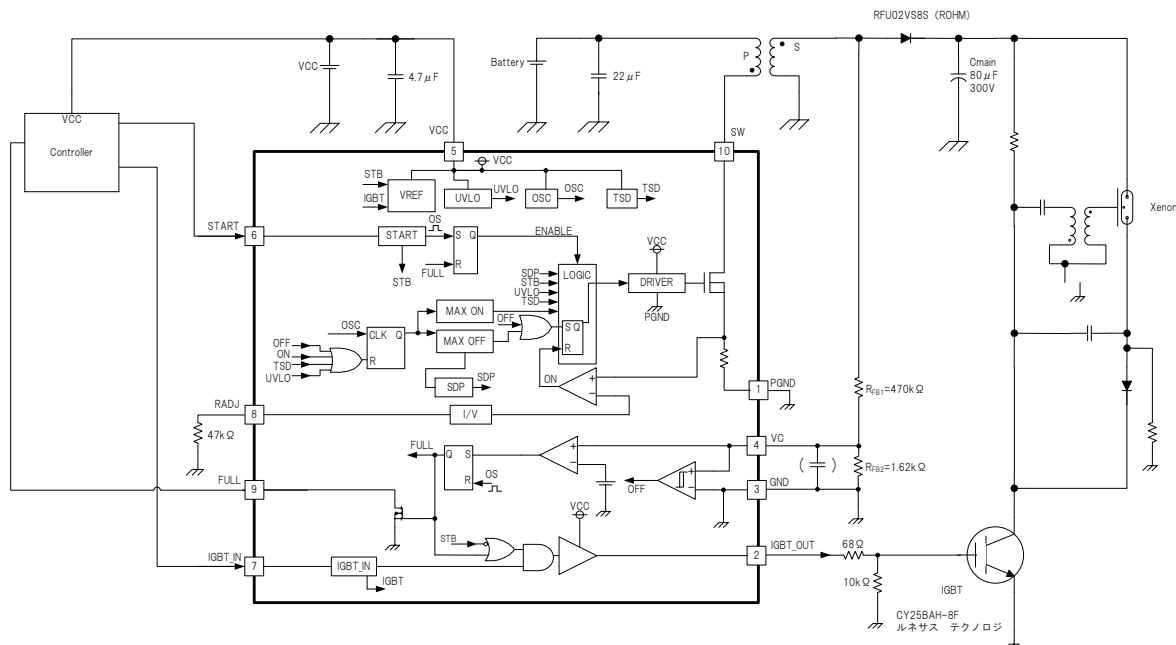 RFU02VS8S (ROHM)
VCC
4.7μF
Battery
22μF
P
S
Cmain
80μF
300V
VCC
Controller
VCC
5
SW
10
VCC
STB
IGBT
VREF
UVLO
UVLO
OSC
OSC
TSD
TSD
Xenon
START
6
START
OS
S Q
R
FULL
STB
ENABLE
SDP
STB
UVLO
TSD
LOGIC
S Q
R
VCC
DRIVER
PGND
OSC
CLK Q
R
OFF
ON
TSD
UVLO
MAX ON
MAX OFF
OFF
SDP
SDP
ON
+
−
1
PGND
RFB1=470kΩ
RADJ
8
47kΩ
I/V
FULL
Q S
R
OS
+
−
OFF
+
−
4
VC
( )
RFB2=1.62kΩ
3
GND
FULL
9
VCC
STB
2
IGBT_OUT
68Ω
10kΩ
IGBT_IN
7
IGBT_IN
IGBT
IGBT
CY25BAH-8F
ルネサス テクノロジ